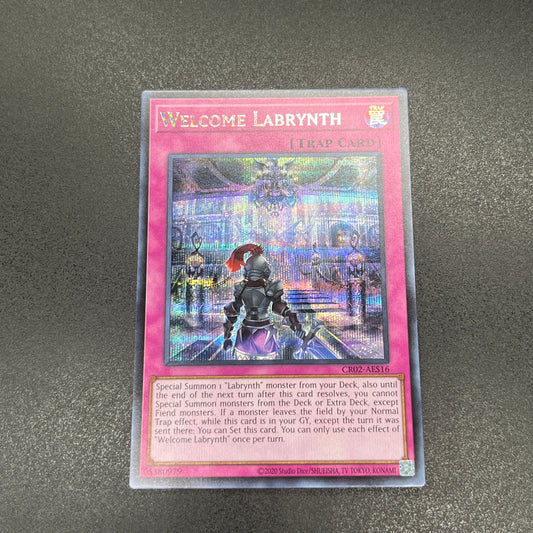 WELCOME LABRYNTH
TRAP
罠
[TRAP CARD]
CR02-AES16
Special Summon 1 "Labrynth" monster from your Deck, also until
the end of the next turn after this card resolves, you cannot
Special Summon monsters from the Deck or Extra Deck, except
Fiend monsters. If a monster leaves the field by your Normal
Trap effect, while this card is in your GY, except the turn it was
sent there: You can Set this card. You can only use each effect of
"Welcome Labrynth" once per turn.
5380979
©2020 Studio Dice/SHUEISHA, TV TOKYO, KONAMI